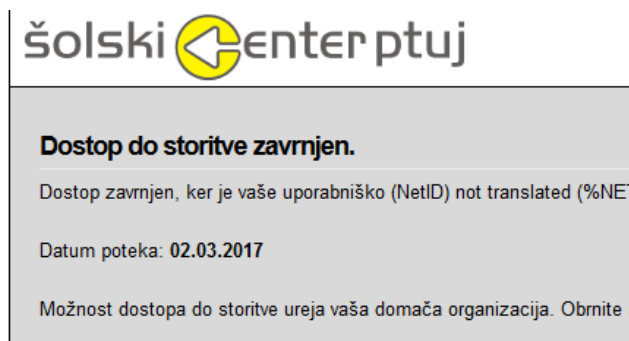 šolski center ptuj
Dostop do storitve zavrnjen.
Dostop zavrnjen, ker je vaše uporabniško (NetID) not translated (%NET
Datum poteka: 02.03.2017
Možnost dostopa do storitve ureja vaša domača organizacija. Obrnite